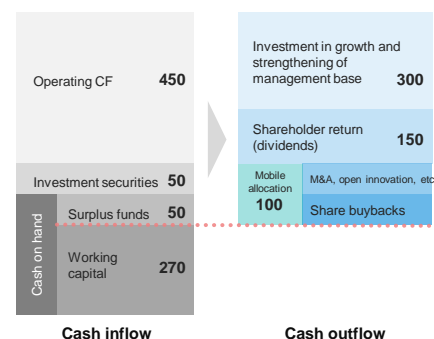 Operating CF 450
Investment securities 50
Cash on hand
Surplus funds 50
Working
capital 270
Cash inflow
Investment in growth and
strengthening of
management base 300
Shareholder return
(dividends) 150
Mobile
allocation
100
M&A, open innovation, etc
Share buybacks
Cash outflow